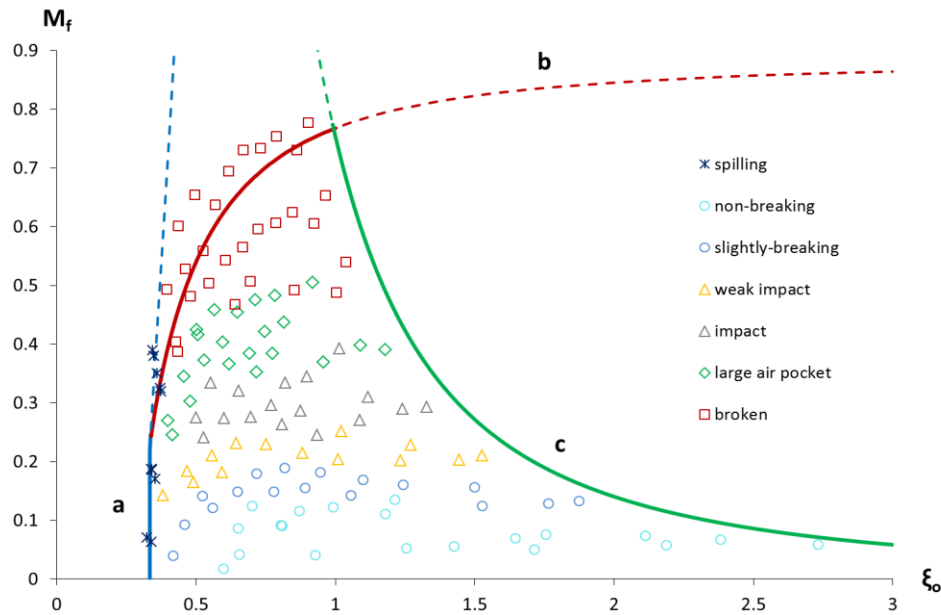 M_f
0.9
b
0.8
0.7
spilling
0.6
non-breaking
0.5
slightly-breaking
weak impact
0.4
impact
0.3
large air pocket
broken
0.2
c
a
0.1
0
0 0.5 1 1.5 2 2.5 3
ξ_o